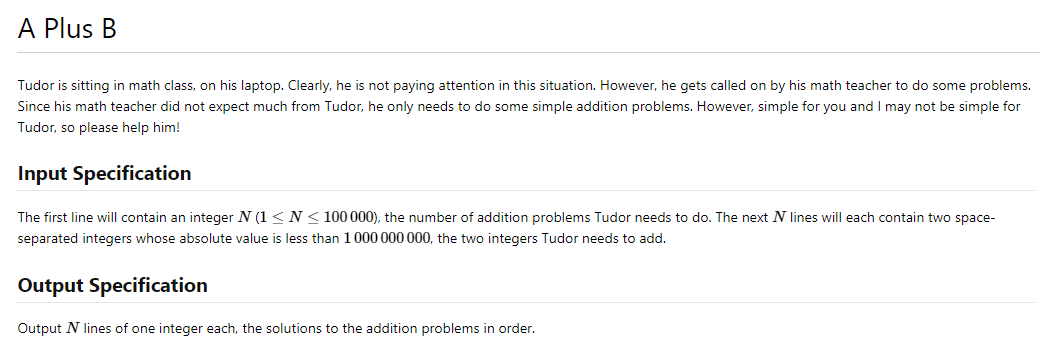 A Plus B
Tudor is sitting in math class, on his laptop. Clearly, he is not paying attention in this situation. However, he gets called on by his math teacher to do some problems.
Since his math teacher did not expect much from Tudor, he only needs to do some simple addition problems. However, simple for you and I may not be simple for
Tudor, so please help him!
Input Specification
The first line will contain an integer N (1 ≤ N ≤ 100 000), the number of addition problems Tudor needs to do. The next N lines will each contain two space-
separated integers whose absolute value is less than 1 000 000 000, the two integers Tudor needs to add.
Output Specification
Output N lines of one integer each, the solutions to the addition problems in order.